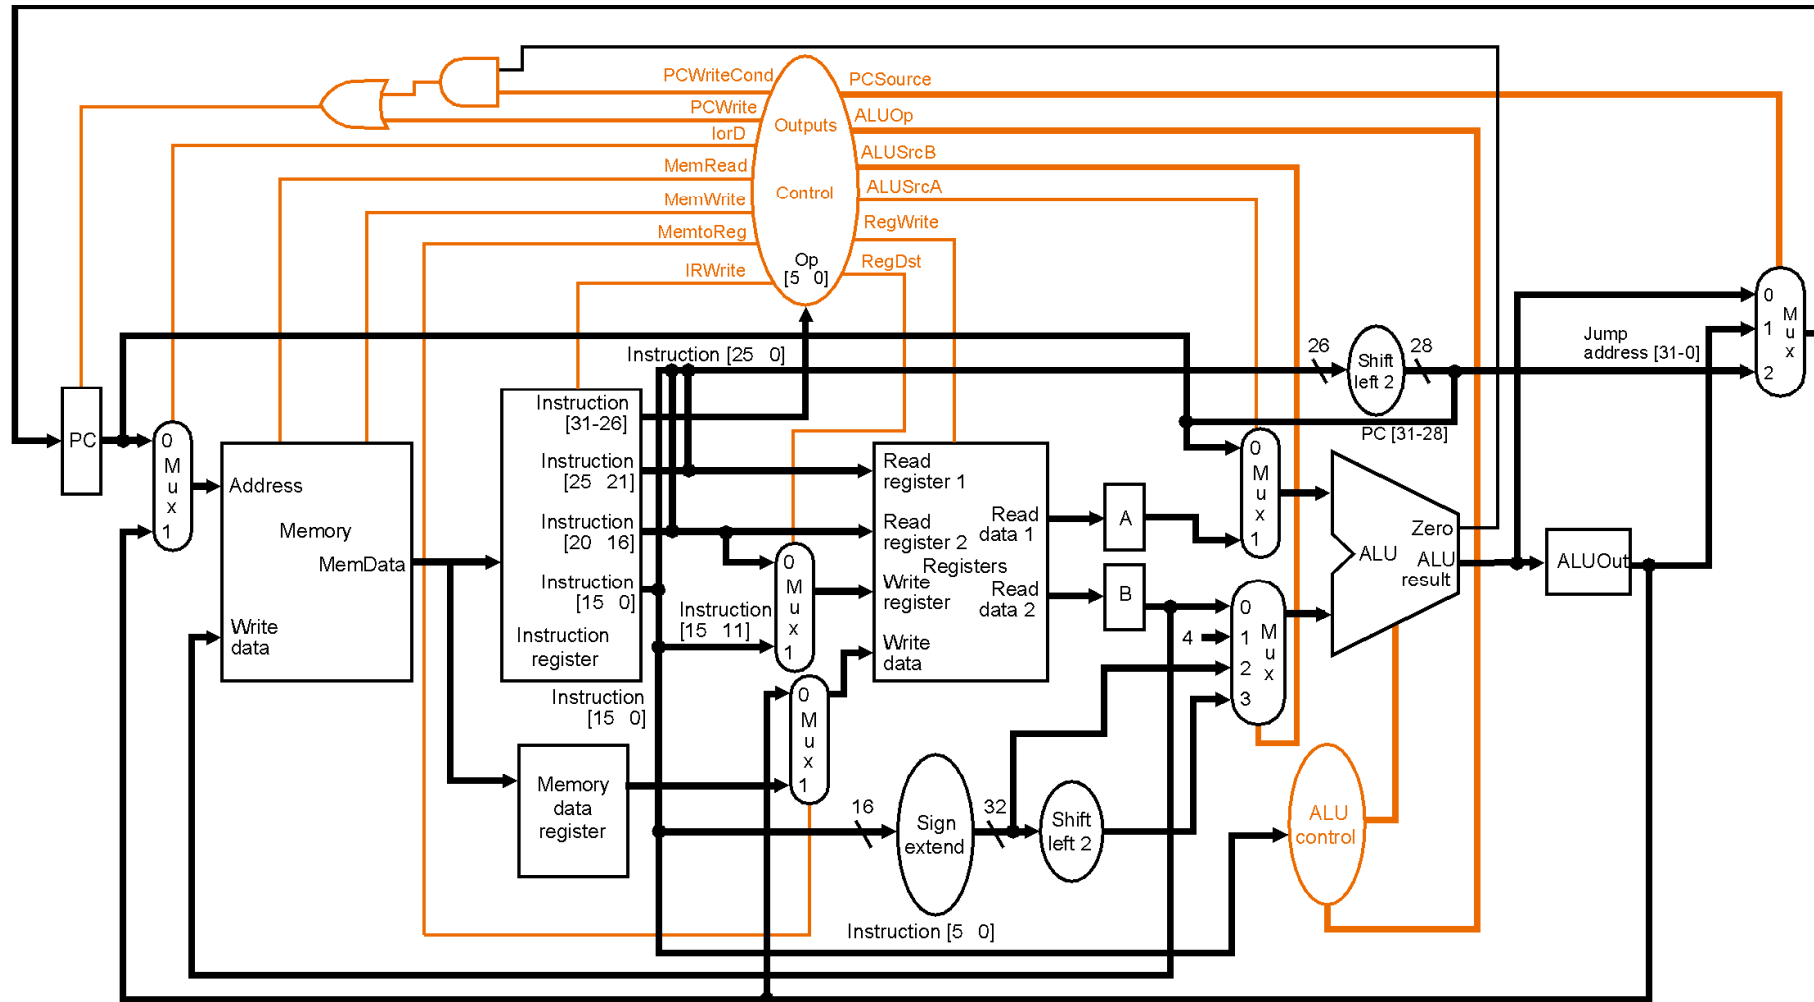 PCWriteCond
PCSource
PCWrite
ALUOp
IorD
Outputs
ALUSrcB
MemRead
Control
ALUSrcA
MemWrite
RegWrite
MemtoReg
RegDst
IRWrite
Op
[5 0]
Instruction [25 0]
26
Shift
left 2
28
Jump
address [31-0]
0
1
2
M
u
x
PC [31-28]
PC
0
M
u
x
1
Address
Memory
MemData
Write
data
Instruction
[31-26]
Instruction
[25 21]
Instruction
[20 16]
Instruction
[15 0]
Instruction
register
Instruction
[15 11]
Instruction
[15 0]
0
M
u
x
1
0
M
u
x
1
Memory
data
register
Read
register 1
Read
register 2
Registers
Write
register
Write
data
Read
data 1
Read
data 2
A
B
4
0
M
u
x
1
0
1
2
3
M
u
x
Zero
ALU
ALU
result
ALUOut
16
Sign
extend
32
Shift
left 2
ALU
control
Instruction [5 0]